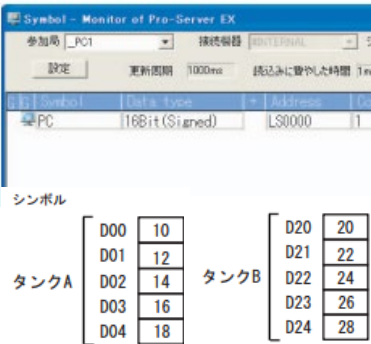 Symbol - Monitor of Pro-Server EX
参加局 _PC1 接続機器 #INTERNAL
設定 更新周期 1000ms 読込みに費やした時間
Symbol Data type + Address
PC 16Bit(Signed) LS0000 1
シンボル
タンクA
D00 10
D01 12
D02 14
D03 16
D04 18
タンクB
D20 20
D21 22
D22 24
D23 26
D24 28